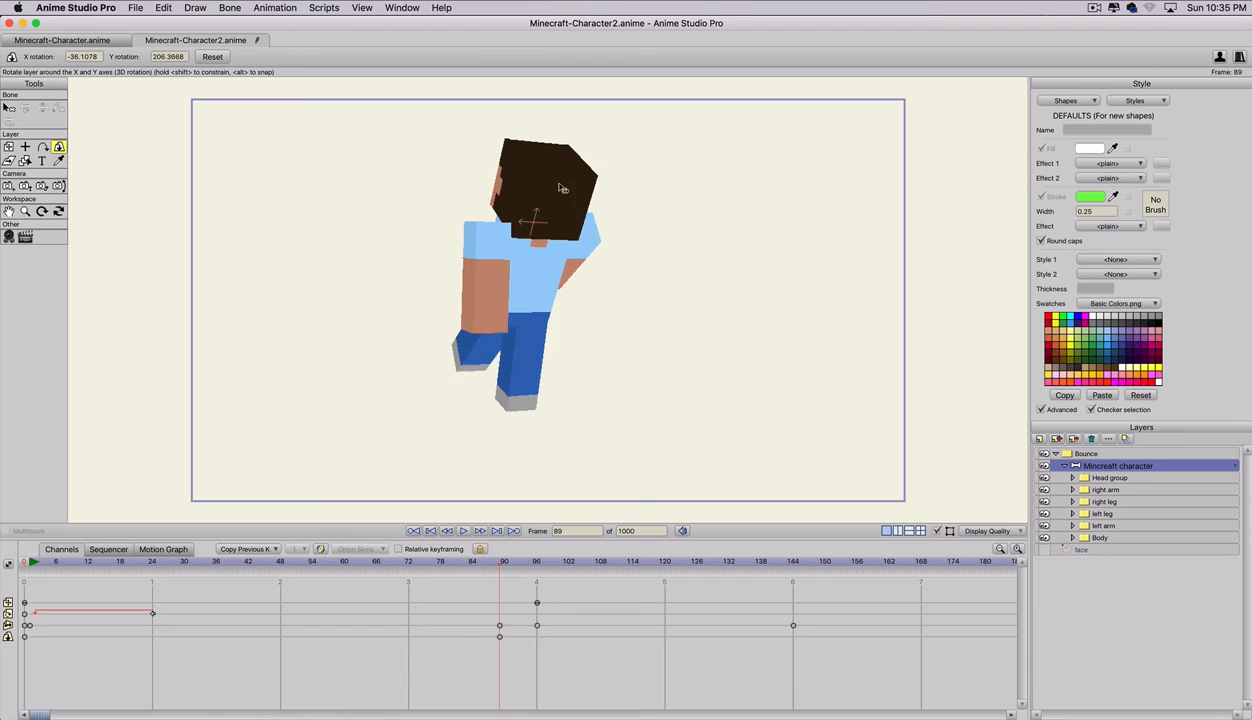 Anime Studio Pro File Edit Draw Bone Animation Scripts View Window Help Sun 10:35 PM
Minecraft-Character2.anime - Anime Studio Pro
Minecraft-Character.anime Minecraft-Character2.anime
X rotation: -36.1078 Y rotation: 206.3668 Reset
Rotate layer around the X and Y axes (3D rotation) (hold <shift> to constrain, <alt> to snap) Frame: 89
Tools
Bone
Layer
Camera
Workspace
Other
Style
Shapes Styles
DEFAULTS (For new shapes)
Name
Fill
Effect 1 <plain>
Effect 2 <plain>
Stroke
No Brush
Width 0.25
Effect <plain>
Round caps
Style 1 <None>
Style 2 <None>
Thickness
Swatches Basic Colors.png
Copy Paste Reset
Advanced Checker selection
Layers
Bounce
Mincreaft character
Head group
right arm
right leg
left leg
left arm
Body
face
Multitouch
Frame 89 of 1000 Display Quality
Channels Sequencer Motion Graph Copy Previous K 1 Onion Skins Relative keyframing
0 6 12 18 24 30 36 42 48 54 60 66 72 78 84 90 96 102 108 114 120 126 132 138 144 150 156 162 168 174 180 18
0 1 2 3 4 5 6 7